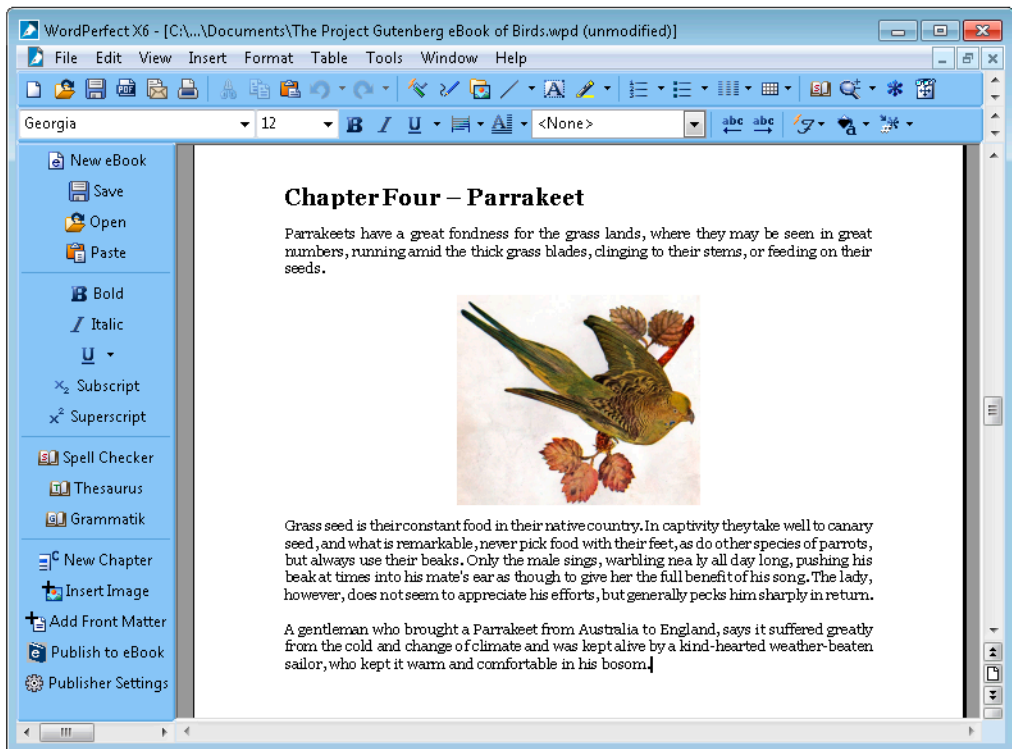 WordPerfect X6 - [C:\...\Documents\The Project Gutenberg eBook of Birds.wpd (unmodified)]
File Edit View Insert Format Table Tools Window Help
Georgia 12 <None>
New eBook
Save
Open
Paste
Bold
Italic
U
Subscript
Superscript
Spell Checker
Thesaurus
Grammatik
New Chapter
Insert Image
Add Front Matter
Publish to eBook
Publisher Settings
Chapter Four – Parrakeet
Parrakeets have a great fondness for the grass lands, where they may be seen in great
numbers, running amid the thick grass blades, clinging to their stems, or feeding on their
seeds.
Grass seed is their constant food in their native country. In captivity they take well to canary
seed, and what is remarkable, never pick food with their feet, as do other species of parrots,
but always use their beaks. Only the male sings, warbling nea ly all day long, pushing his
beak at times into his mate's ear as though to give her the full benefit of his song. The lady,
however, does not seem to appreciate his efforts, but generally pecks him sharply in return.
A gentleman who brought a Parrakeet from Australia to England, says it suffered greatly
from the cold and change of climate and was kept alive by a kind-hearted weather-beaten
sailor, who kept it warm and comfortable in his bosom.